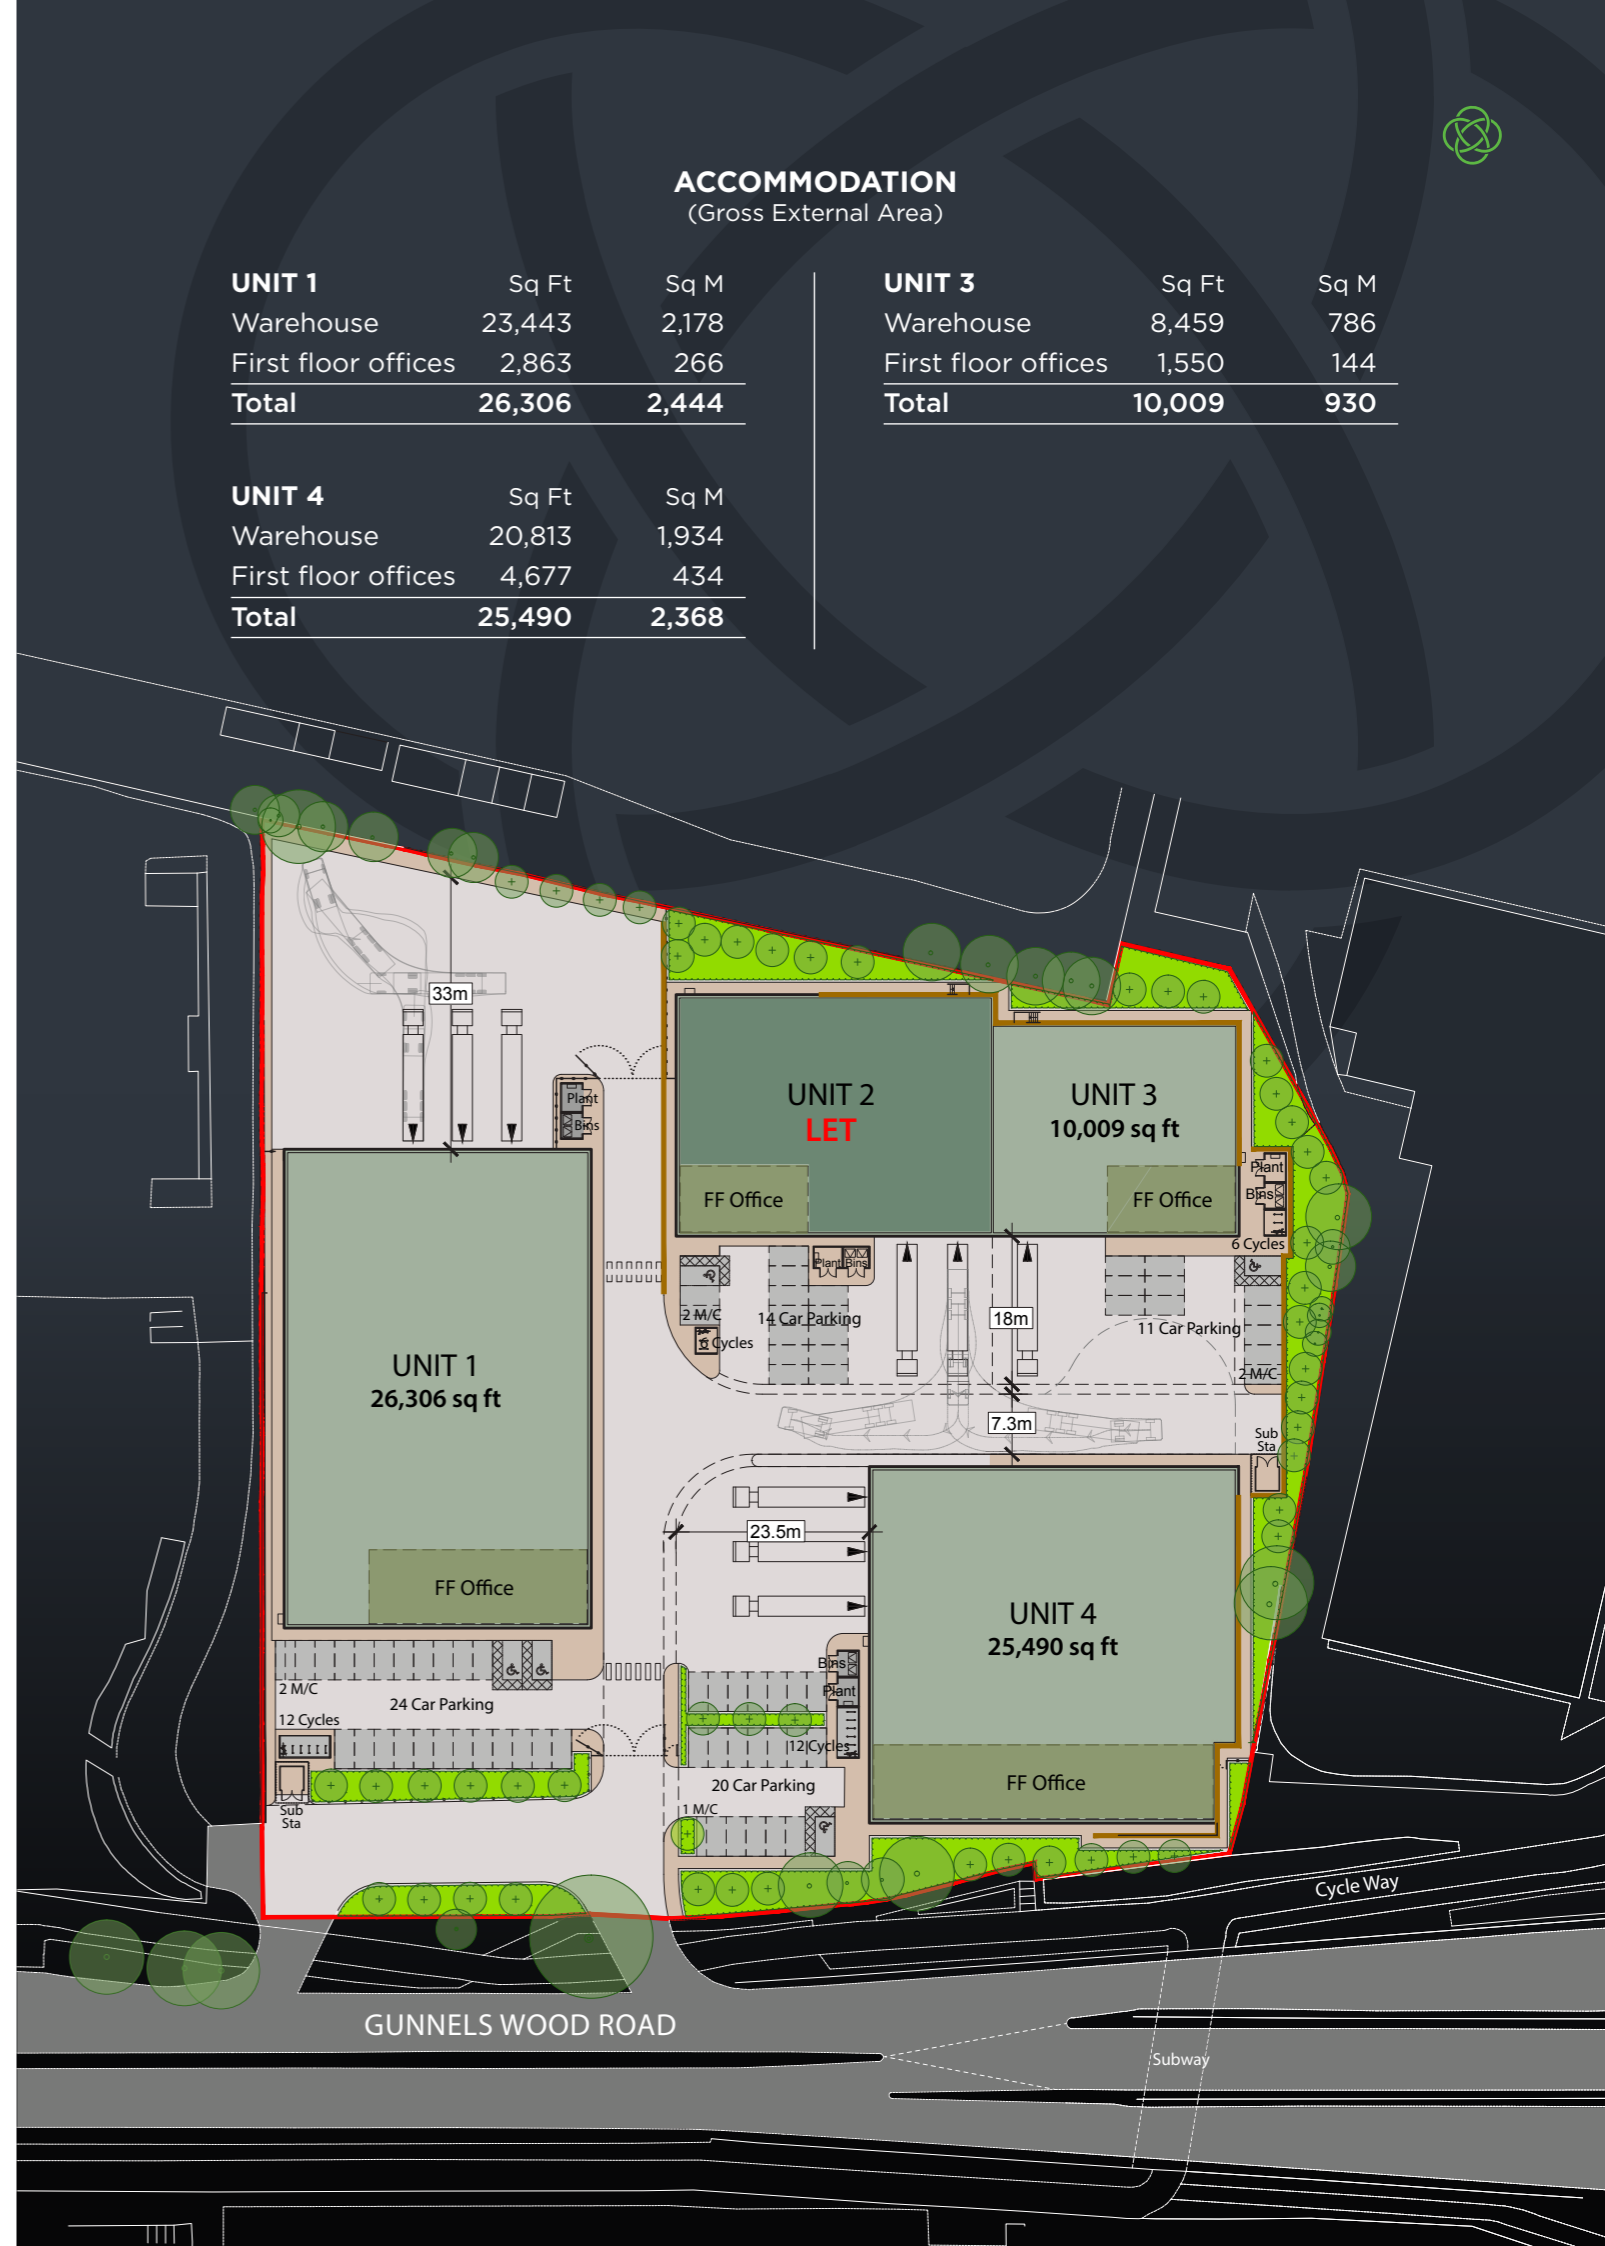 ACCOMMODATION
(Gross External Area)
UNIT 1 Sq Ft Sq M
Warehouse 23,443 2,178
First floor offices 2,863 266
Total 26,306 2,444
UNIT 4 Sq Ft Sq M
Warehouse 20,813 1,934
First floor offices 4,677 434
Total 25,490 2,368
UNIT 3 Sq Ft Sq M
Warehouse 8,459 786
First floor offices 1,550 144
Total 10,009 930
33m
Plant
Bins
UNIT 2
LET
FF Office
UNIT 3
10,009 sq ft
FF Office
Plant
Bins
6 Cycles
Plant Bins
2 M/C
6 Cycles
14 Car Parking
18m
11 Car Parking
2 M/C
7.3m
Sub
Sta
UNIT 1
26,306 sq ft
FF Office
23.5m
UNIT 4
25,490 sq ft
FF Office
Bins
Plant
12 Cycles
2 M/C
24 Car Parking
12 Cycles
Sub
Sta
20 Car Parking
1 M/C
Cycle Way
GUNNELS WOOD ROAD
Subway